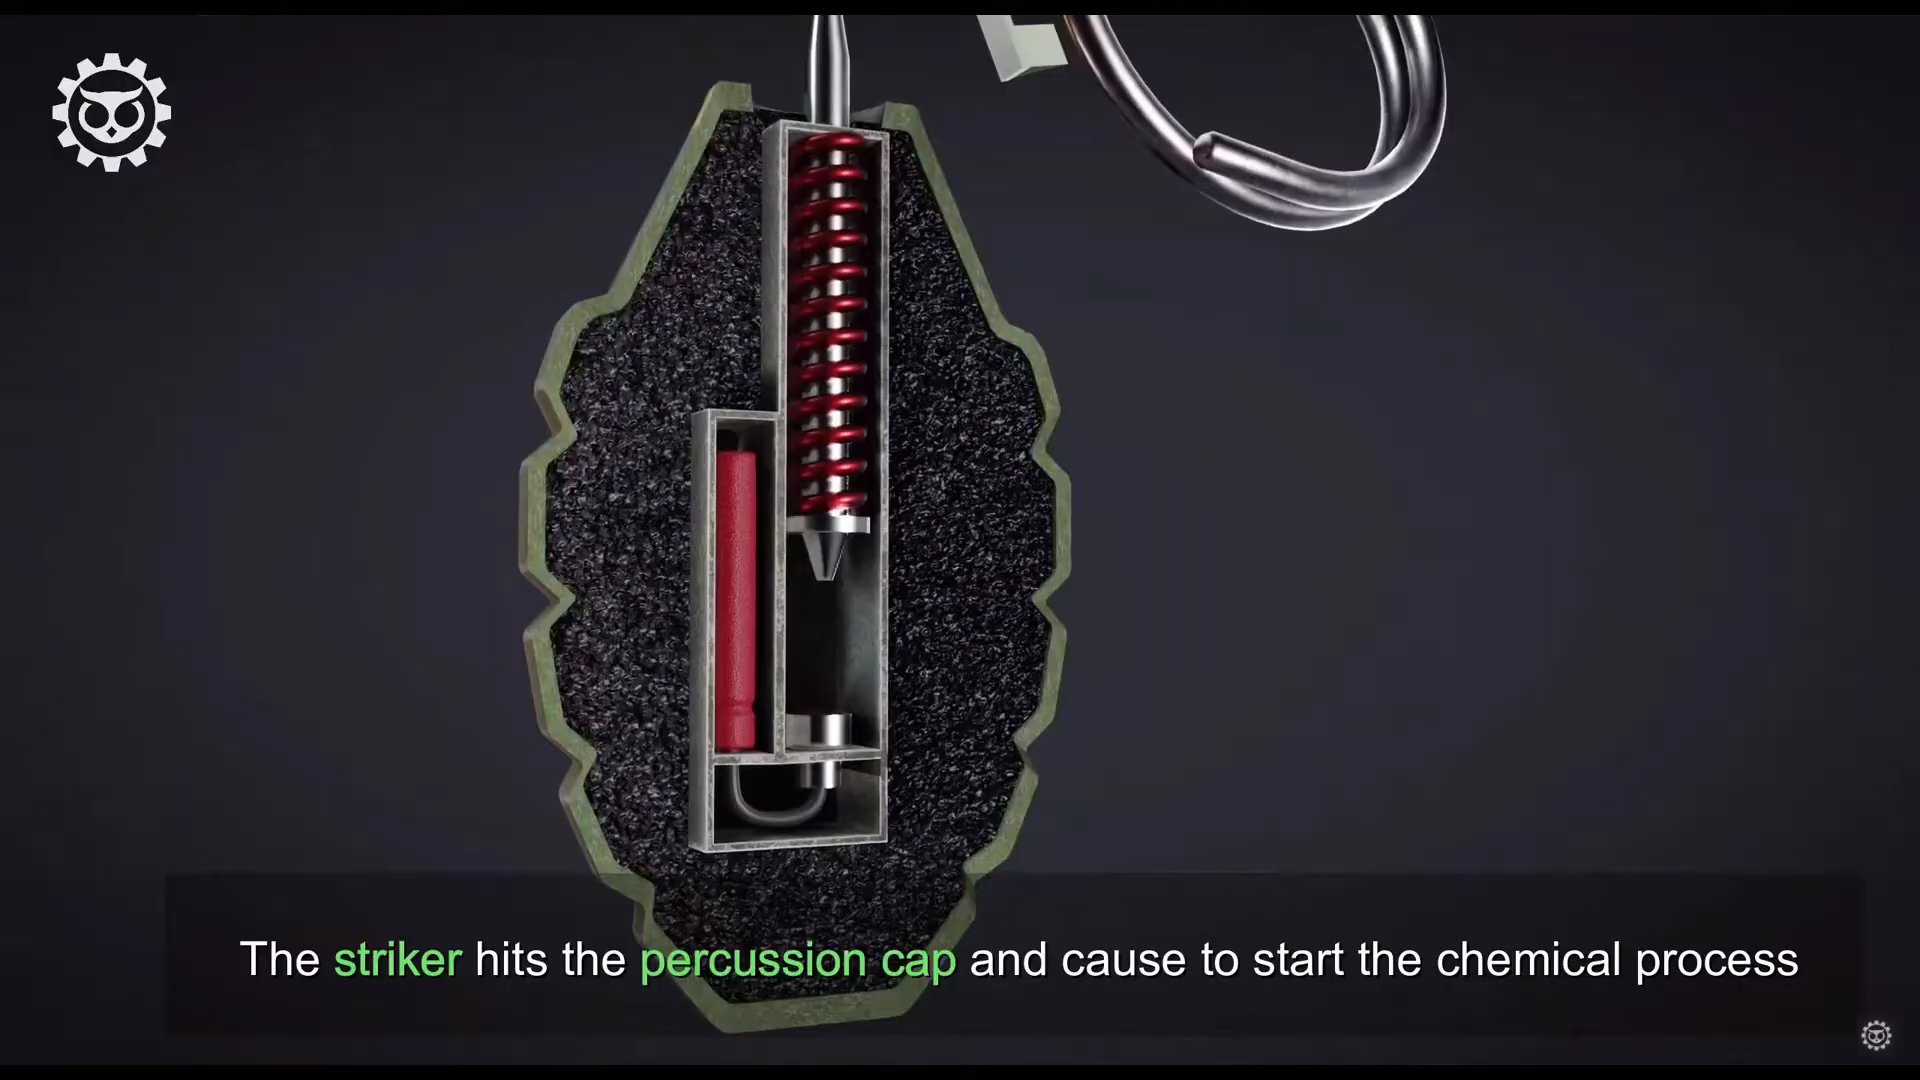 The striker hits the percussion cap and cause to start the chemical process